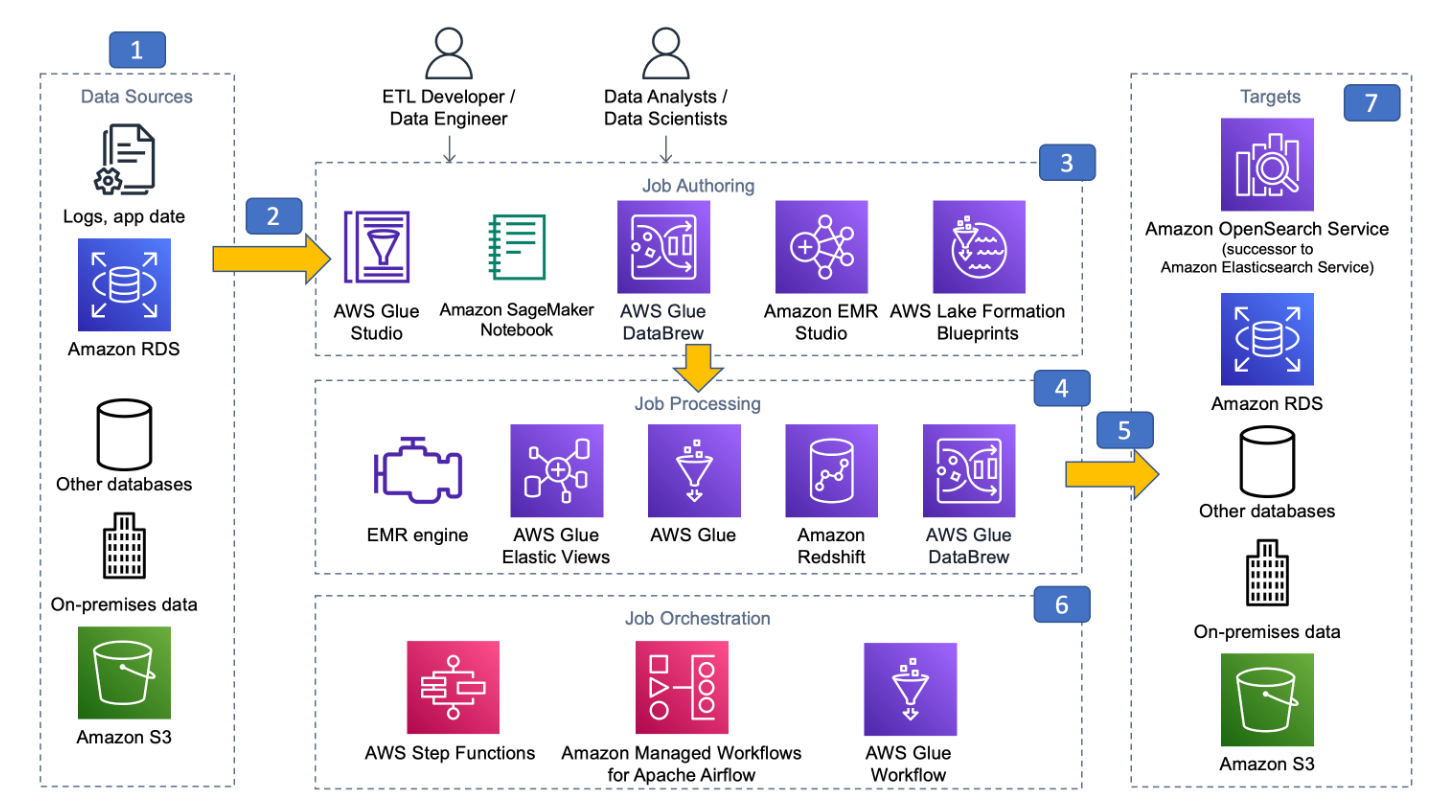 1
Data Sources
Logs, app date
Amazon RDS
Other databases
On-premises data
Amazon S3
2
ETL Developer /
Data Engineer
Data Analysts /
Data Scientists
3
Job Authoring
AWS Glue
Studio
Amazon SageMaker
Notebook
AWS Glue
DataBrew
Amazon EMR
Studio
AWS Lake Formation
Blueprints
4
Job Processing
EMR engine
AWS Glue
Elastic Views
AWS Glue
Amazon
Redshift
AWS Glue
DataBrew
5
6
Job Orchestration
AWS Step Functions
Amazon Managed Workflows
for Apache Airflow
AWS Glue
Workflow
7
Targets
Amazon OpenSearch Service
(successor to
Amazon Elasticsearch Service)
Amazon RDS
Other databases
On-premises data
Amazon S3